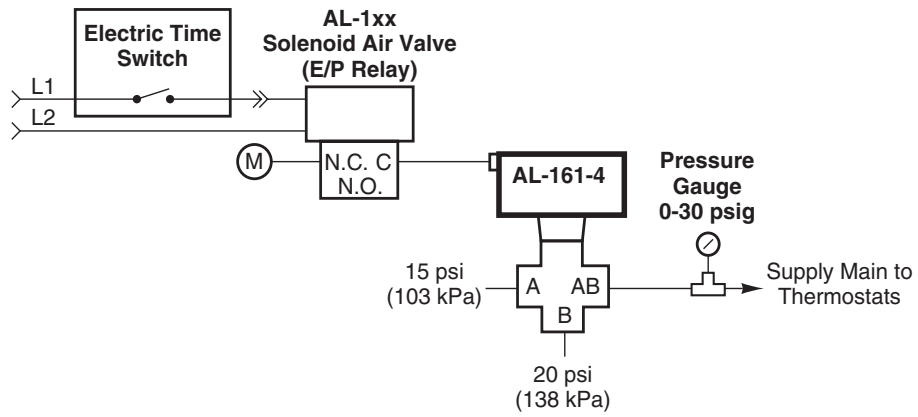 Electric Time
Switch
AL-1xx
Solenoid Air Valve
(E/P Relay)
L1
L2
M
N.C. C
N.O.
AL-161-4
Pressure
Gauge
0-30 psig
15 psi
(103 kPa)
A AB
B
Supply Main to
Thermostats
20 psi
(138 kPa)